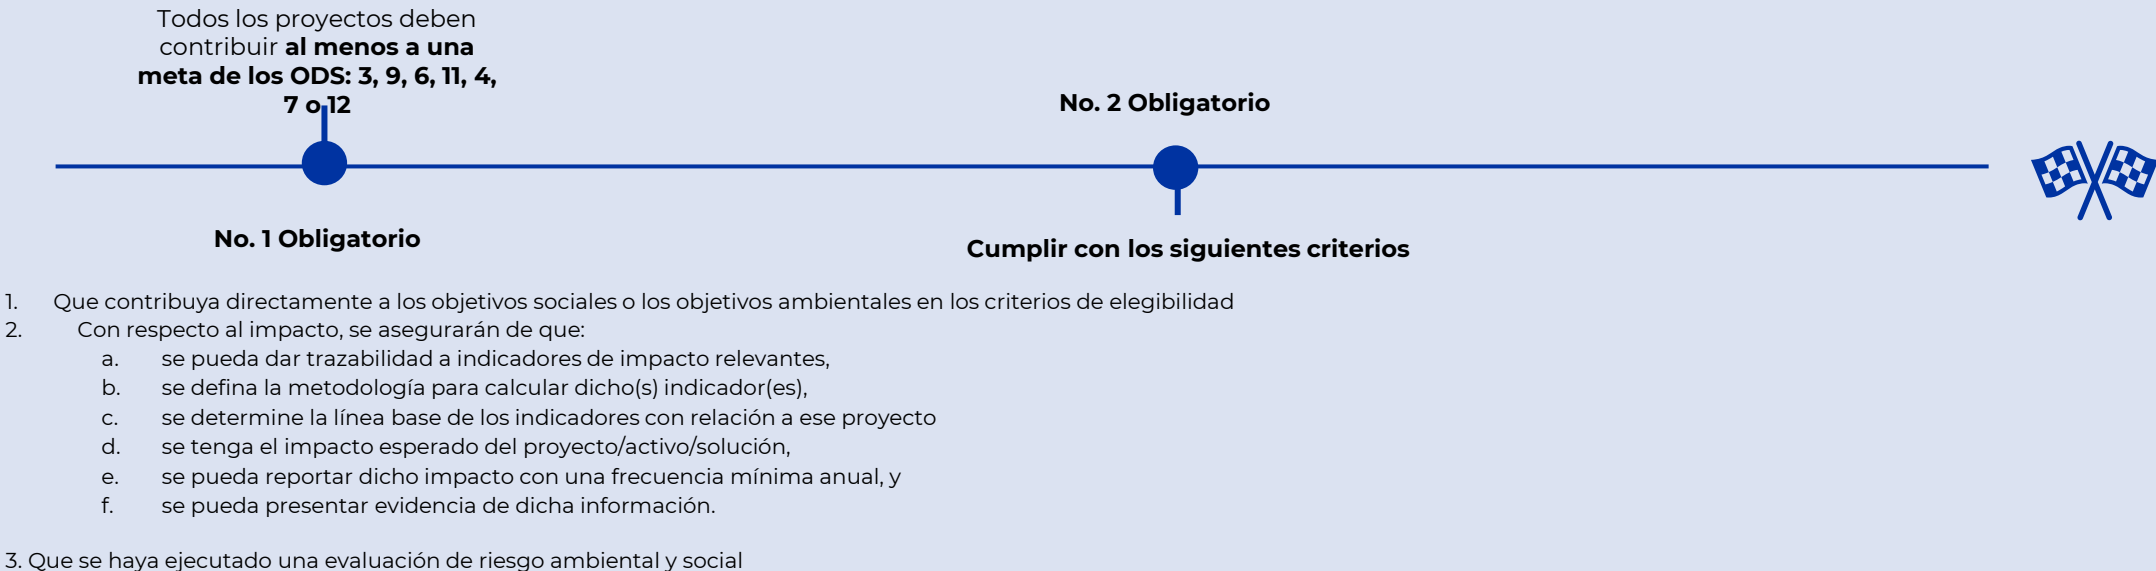 Todos los proyectos deben
contribuir al menos a una
meta de los ODS: 3, 9, 6, 11, 4,
7 o 12
No. 2 Obligatorio
No. 1 Obligatorio
Cumplir con los siguientes criterios
1. Que contribuya directamente a los objetivos sociales o los objetivos ambientales en los criterios de elegibilidad
2. Con respecto al impacto, se asegurarán de que:
a. se pueda dar trazabilidad a indicadores de impacto relevantes,
b. se defina la metodología para calcular dicho(s) indicador(es),
c. se determine la línea base de los indicadores con relación a ese proyecto
d. se tenga el impacto esperado del proyecto/activo/solución,
e. se pueda reportar dicho impacto con una frecuencia mínima anual, y
f. se pueda presentar evidencia de dicha información.
3. Que se haya ejecutado una evaluación de riesgo ambiental y social